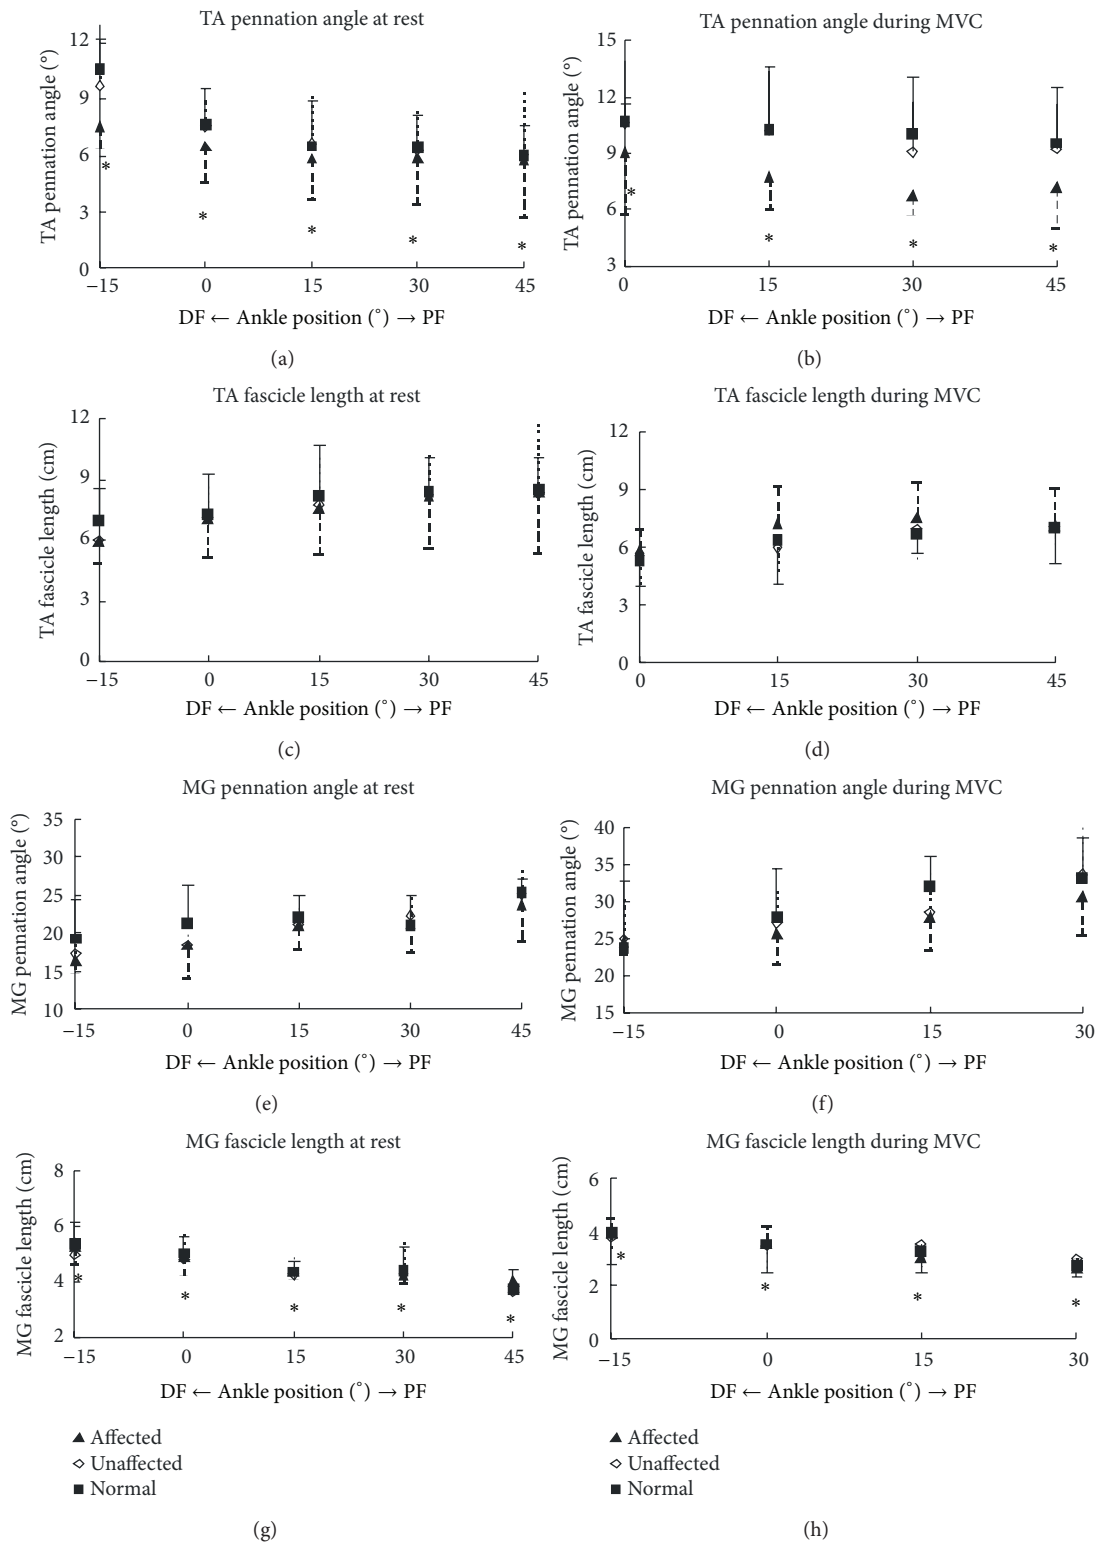 TA pennation angle at rest
TA pennation angle (°)
12
9
6
3
0
*
*
*
*
*
−15
0
15
30
45
DF ← Ankle position (°) → PF
(a)
TA pennation angle during MVC
TA pennation angle (°)
15
12
9
6
3
*
*
*
*
0
15
30
45
DF ← Ankle position (°) → PF
(b)
TA fascicle length at rest
TA fascicle length (cm)
12
9
6
3
0
−15
0
15
30
45
DF ← Ankle position (°) → PF
(c)
TA fascicle length during MVC
TA fascicle length (cm)
12
9
6
3
0
0
15
30
45
DF ← Ankle position (°) → PF
(d)
MG pennation angle at rest
MG pennation angle (°)
35
30
25
20
15
10
−15
0
15
30
45
DF ← Ankle position (°) → PF
(e)
MG pennation angle during MVC
MG pennation angle (°)
40
35
30
25
20
15
−15
0
15
30
DF ← Ankle position (°) → PF
(f)
MG fascicle length at rest
MG fascicle length (cm)
8
6
4
2
*
*
*
*
*
−15
0
15
30
45
DF ← Ankle position (°) → PF
Affected
Unaffected
Normal
(g)
MG fascicle length during MVC
MG fascicle length (cm)
6
4
2
0
*
*
*
*
−15
0
15
30
DF ← Ankle position (°) → PF
Affected
Unaffected
Normal
(h)